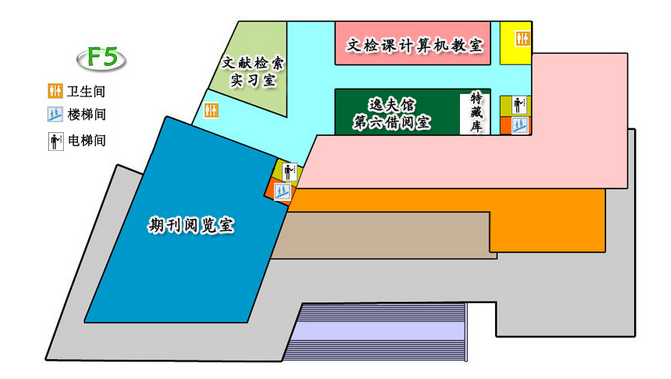 F5
卫生间
楼梯间
电梯间
文献检索
实习室
文检课计算机教室
逸夫馆
第六借阅室
特
藏
库
期刊阅览室